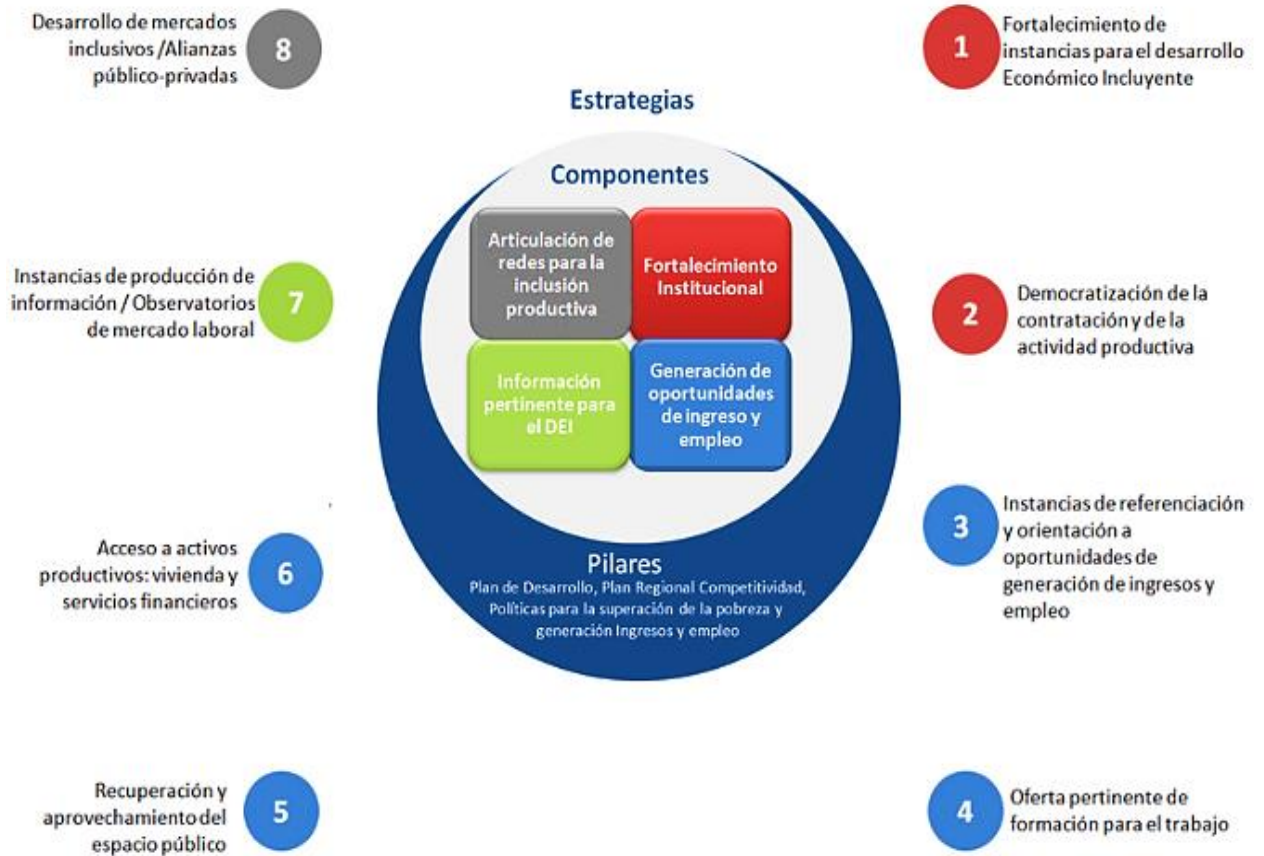 Desarrollo de mercados
inclusivos /Alianzas
público-privadas
8
1
Fortalecimiento de
instancias para el desarrollo
Económico Incluyente
Estrategias
Componentes
Articulación de
redes para la
inclusión
productiva
Fortalecimiento
Institucional
Información
pertinente para
el DEI
Generación de
oportunidades
de ingreso y
empleo
Instancias de producción de
información / Observatorios
de mercado laboral
7
2
Democratización de la
contratación y de la
actividad productiva
Acceso a activos
productivos: vivienda y
servicios financieros
6
3
Instancias de referenciación
y orientación a
oportunidades de
generación de ingresos y
empleo
Pilares
Plan de Desarrollo, Plan Regional Competitividad,
Políticas para la superación de la pobreza y
generación Ingresos y empleo
Recuperación y
aprovechamiento del
espacio público
5
4
Oferta pertinente de
formación para el trabajo